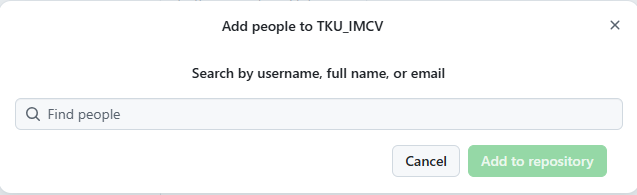 Add people to TKU_IMCV
Search by username, full name, or email
Find people
Cancel
Add to repository